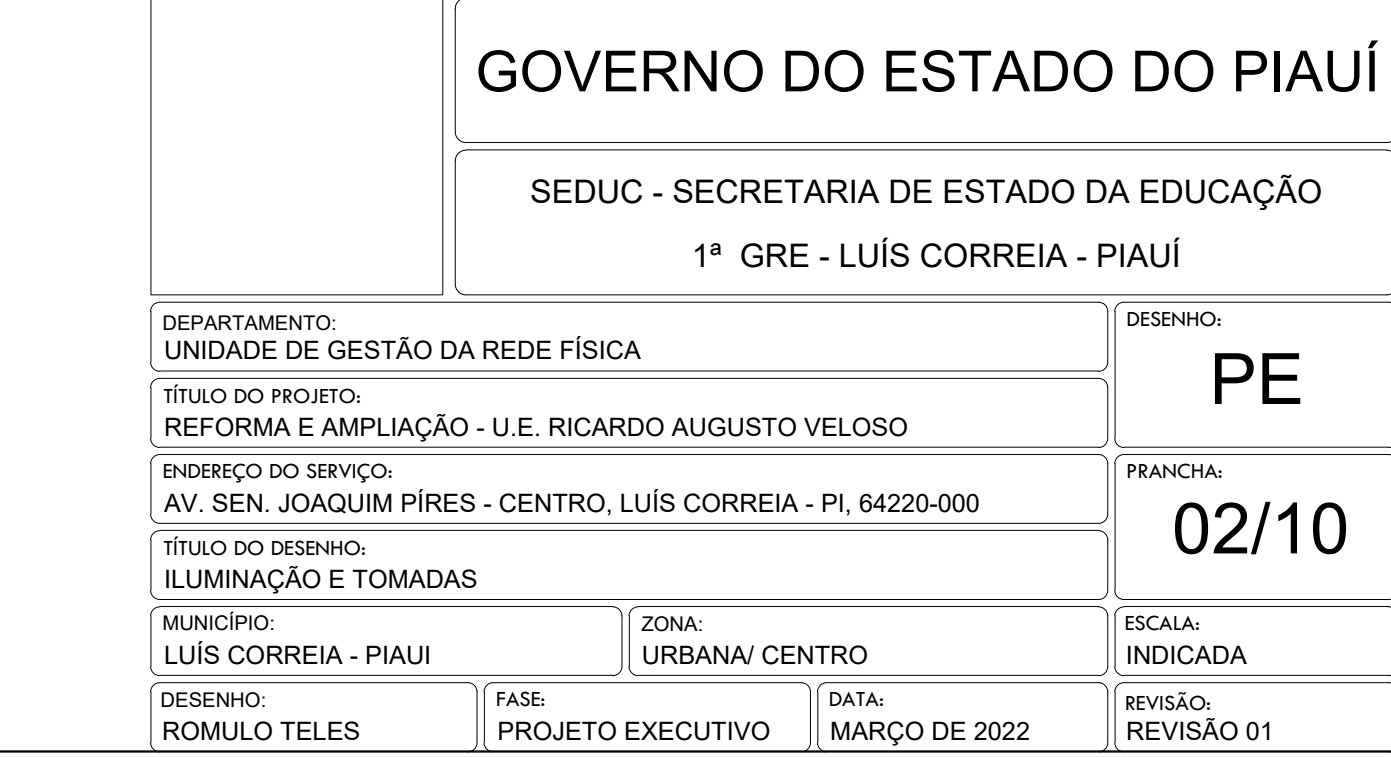 GOVERNO DO ESTADO DO PIAUÍ
SEDUC - SECRETARIA DE ESTADO DA EDUCAÇÃO
1ª GRE - LUÍS CORREIA - PIAUÍ
DEPARTAMENTO:
UNIDADE DE GESTÃO DA REDE FÍSICA
DESENHO:
PE
TÍTULO DO PROJETO:
REFORMA E AMPLIAÇÃO - U.E. RICARDO AUGUSTO VELOSO
ENDEREÇO DO SERVIÇO:
AV. SEN. JOAQUIM PÍRES - CENTRO, LUÍS CORREIA - PI, 64220-000
PRANCHA:
02/10
TÍTULO DO DESENHO:
ILUMINAÇÃO E TOMADAS
MUNICÍPIO:
LUÍS CORREIA - PIAUI
ZONA:
URBANA/ CENTRO
ESCALA:
INDICADA
DESENHO:
ROMULO TELES
FASE:
PROJETO EXECUTIVO
DATA:
MARÇO DE 2022
REVISÃO:
REVISÃO 01